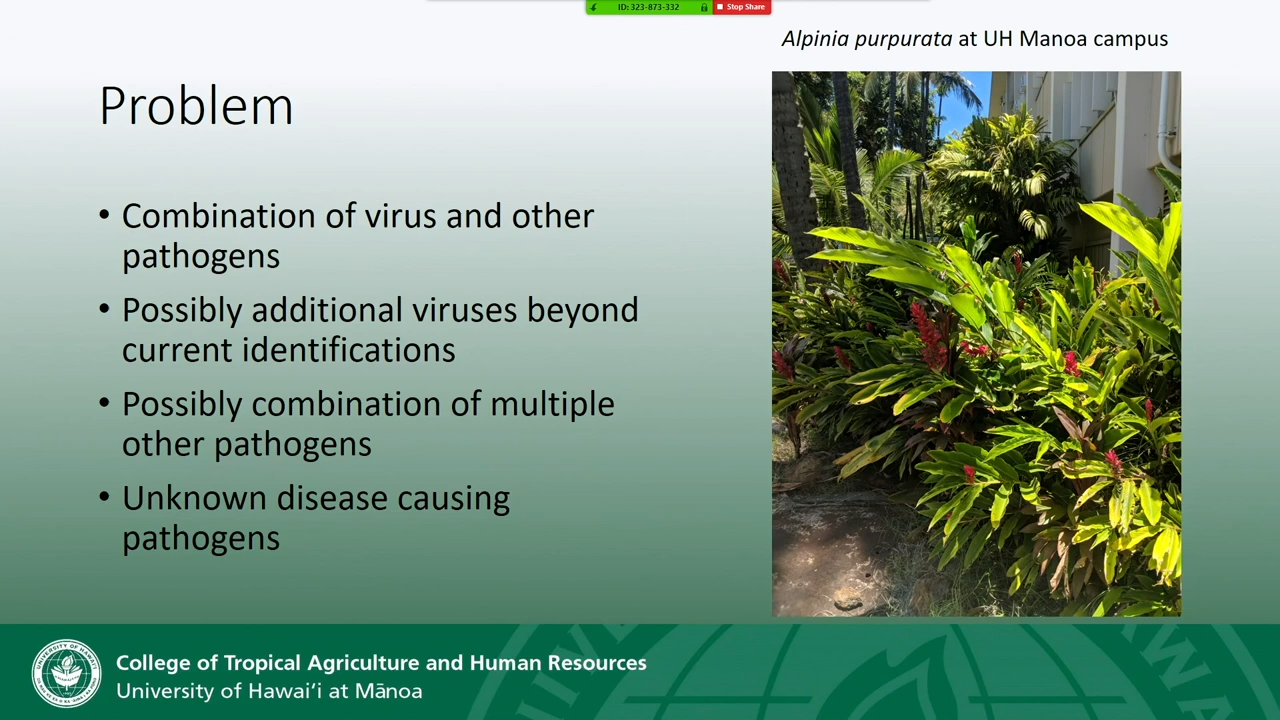 ID: 323-873-332
Stop Share
Alpinia purpurata at UH Manoa campus
Problem
• Combination of virus and other
pathogens
• Possibly additional viruses beyond
current identifications
• Possibly combination of multiple
other pathogens
• Unknown disease causing
pathogens
College of Tropical Agriculture and Human Resources
University of Hawaiʻi at Mānoa